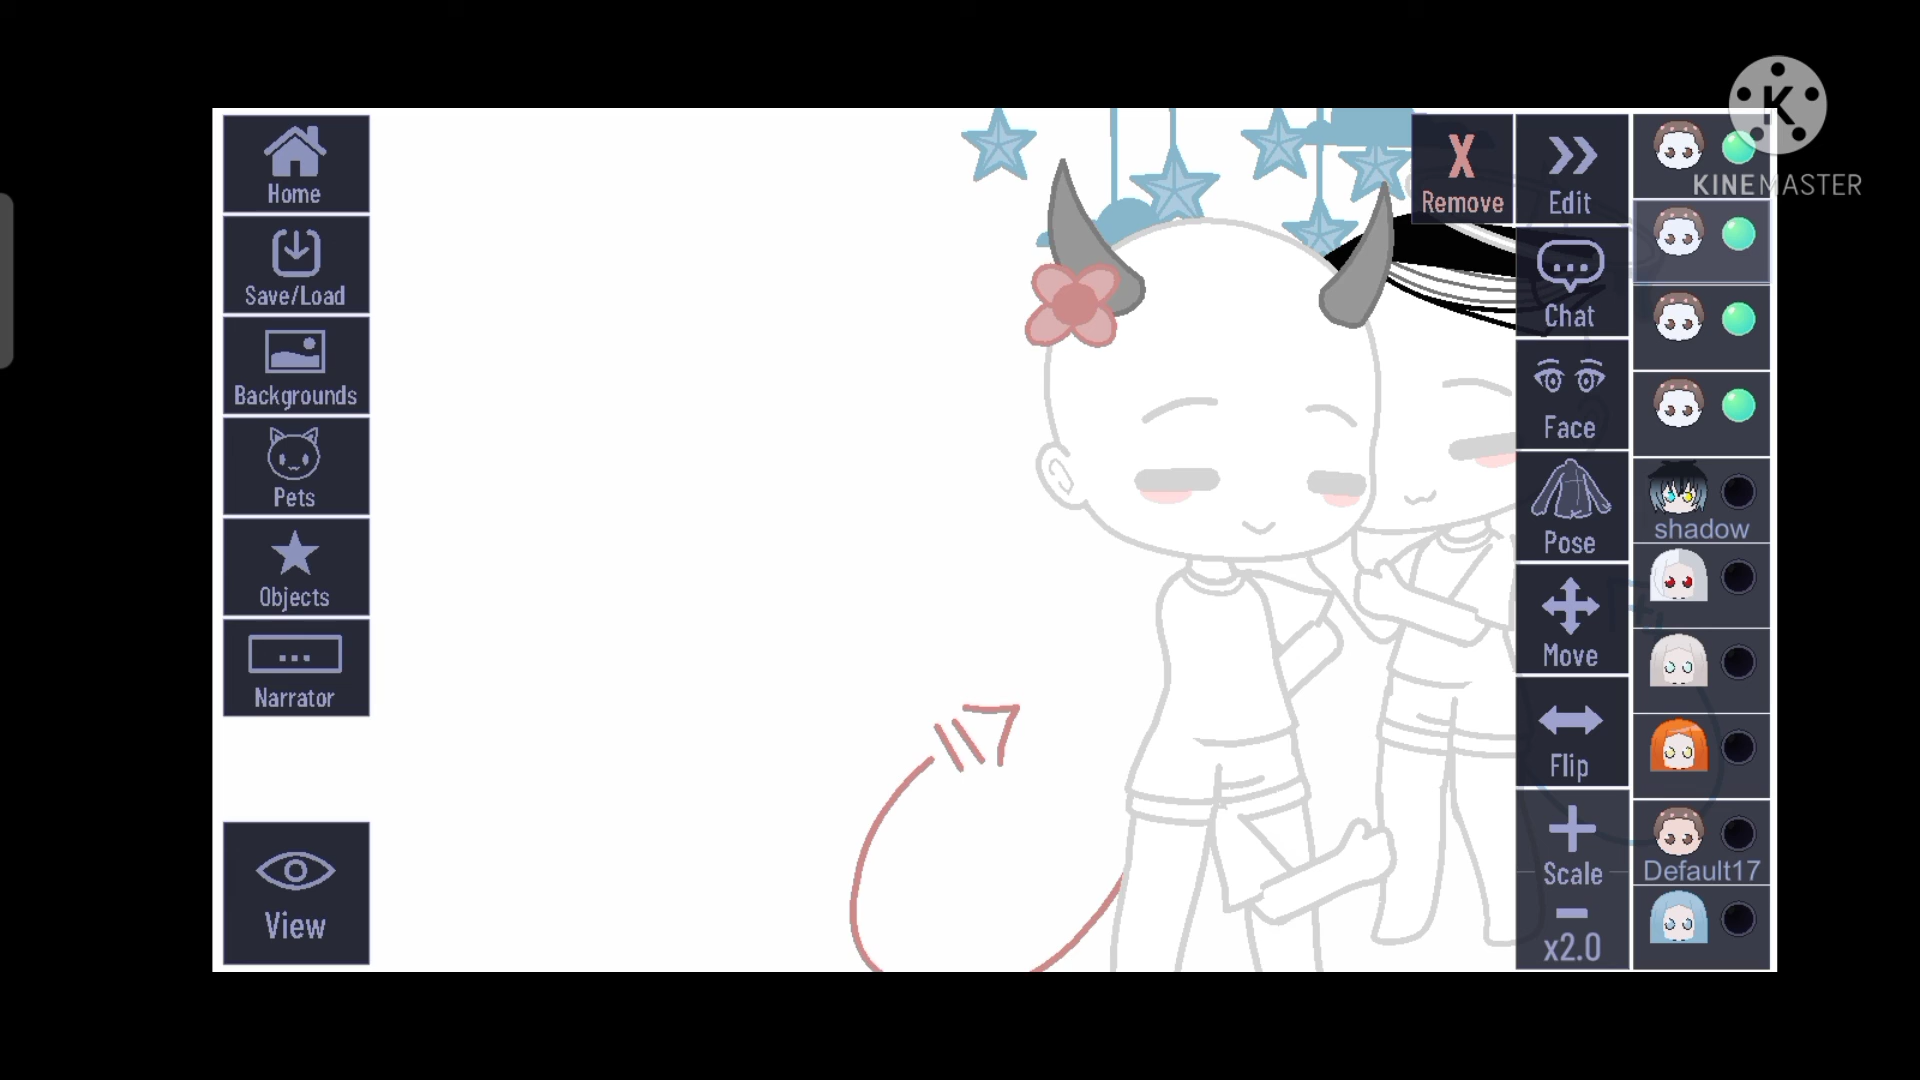 Home
Save/Load
Backgrounds
Pets
Objects
Narrator
View
X
Remove
Edit
Chat
Face
Pose
Move
Flip
Scale
x2.0
shadow
Default17
K
KINEMASTER